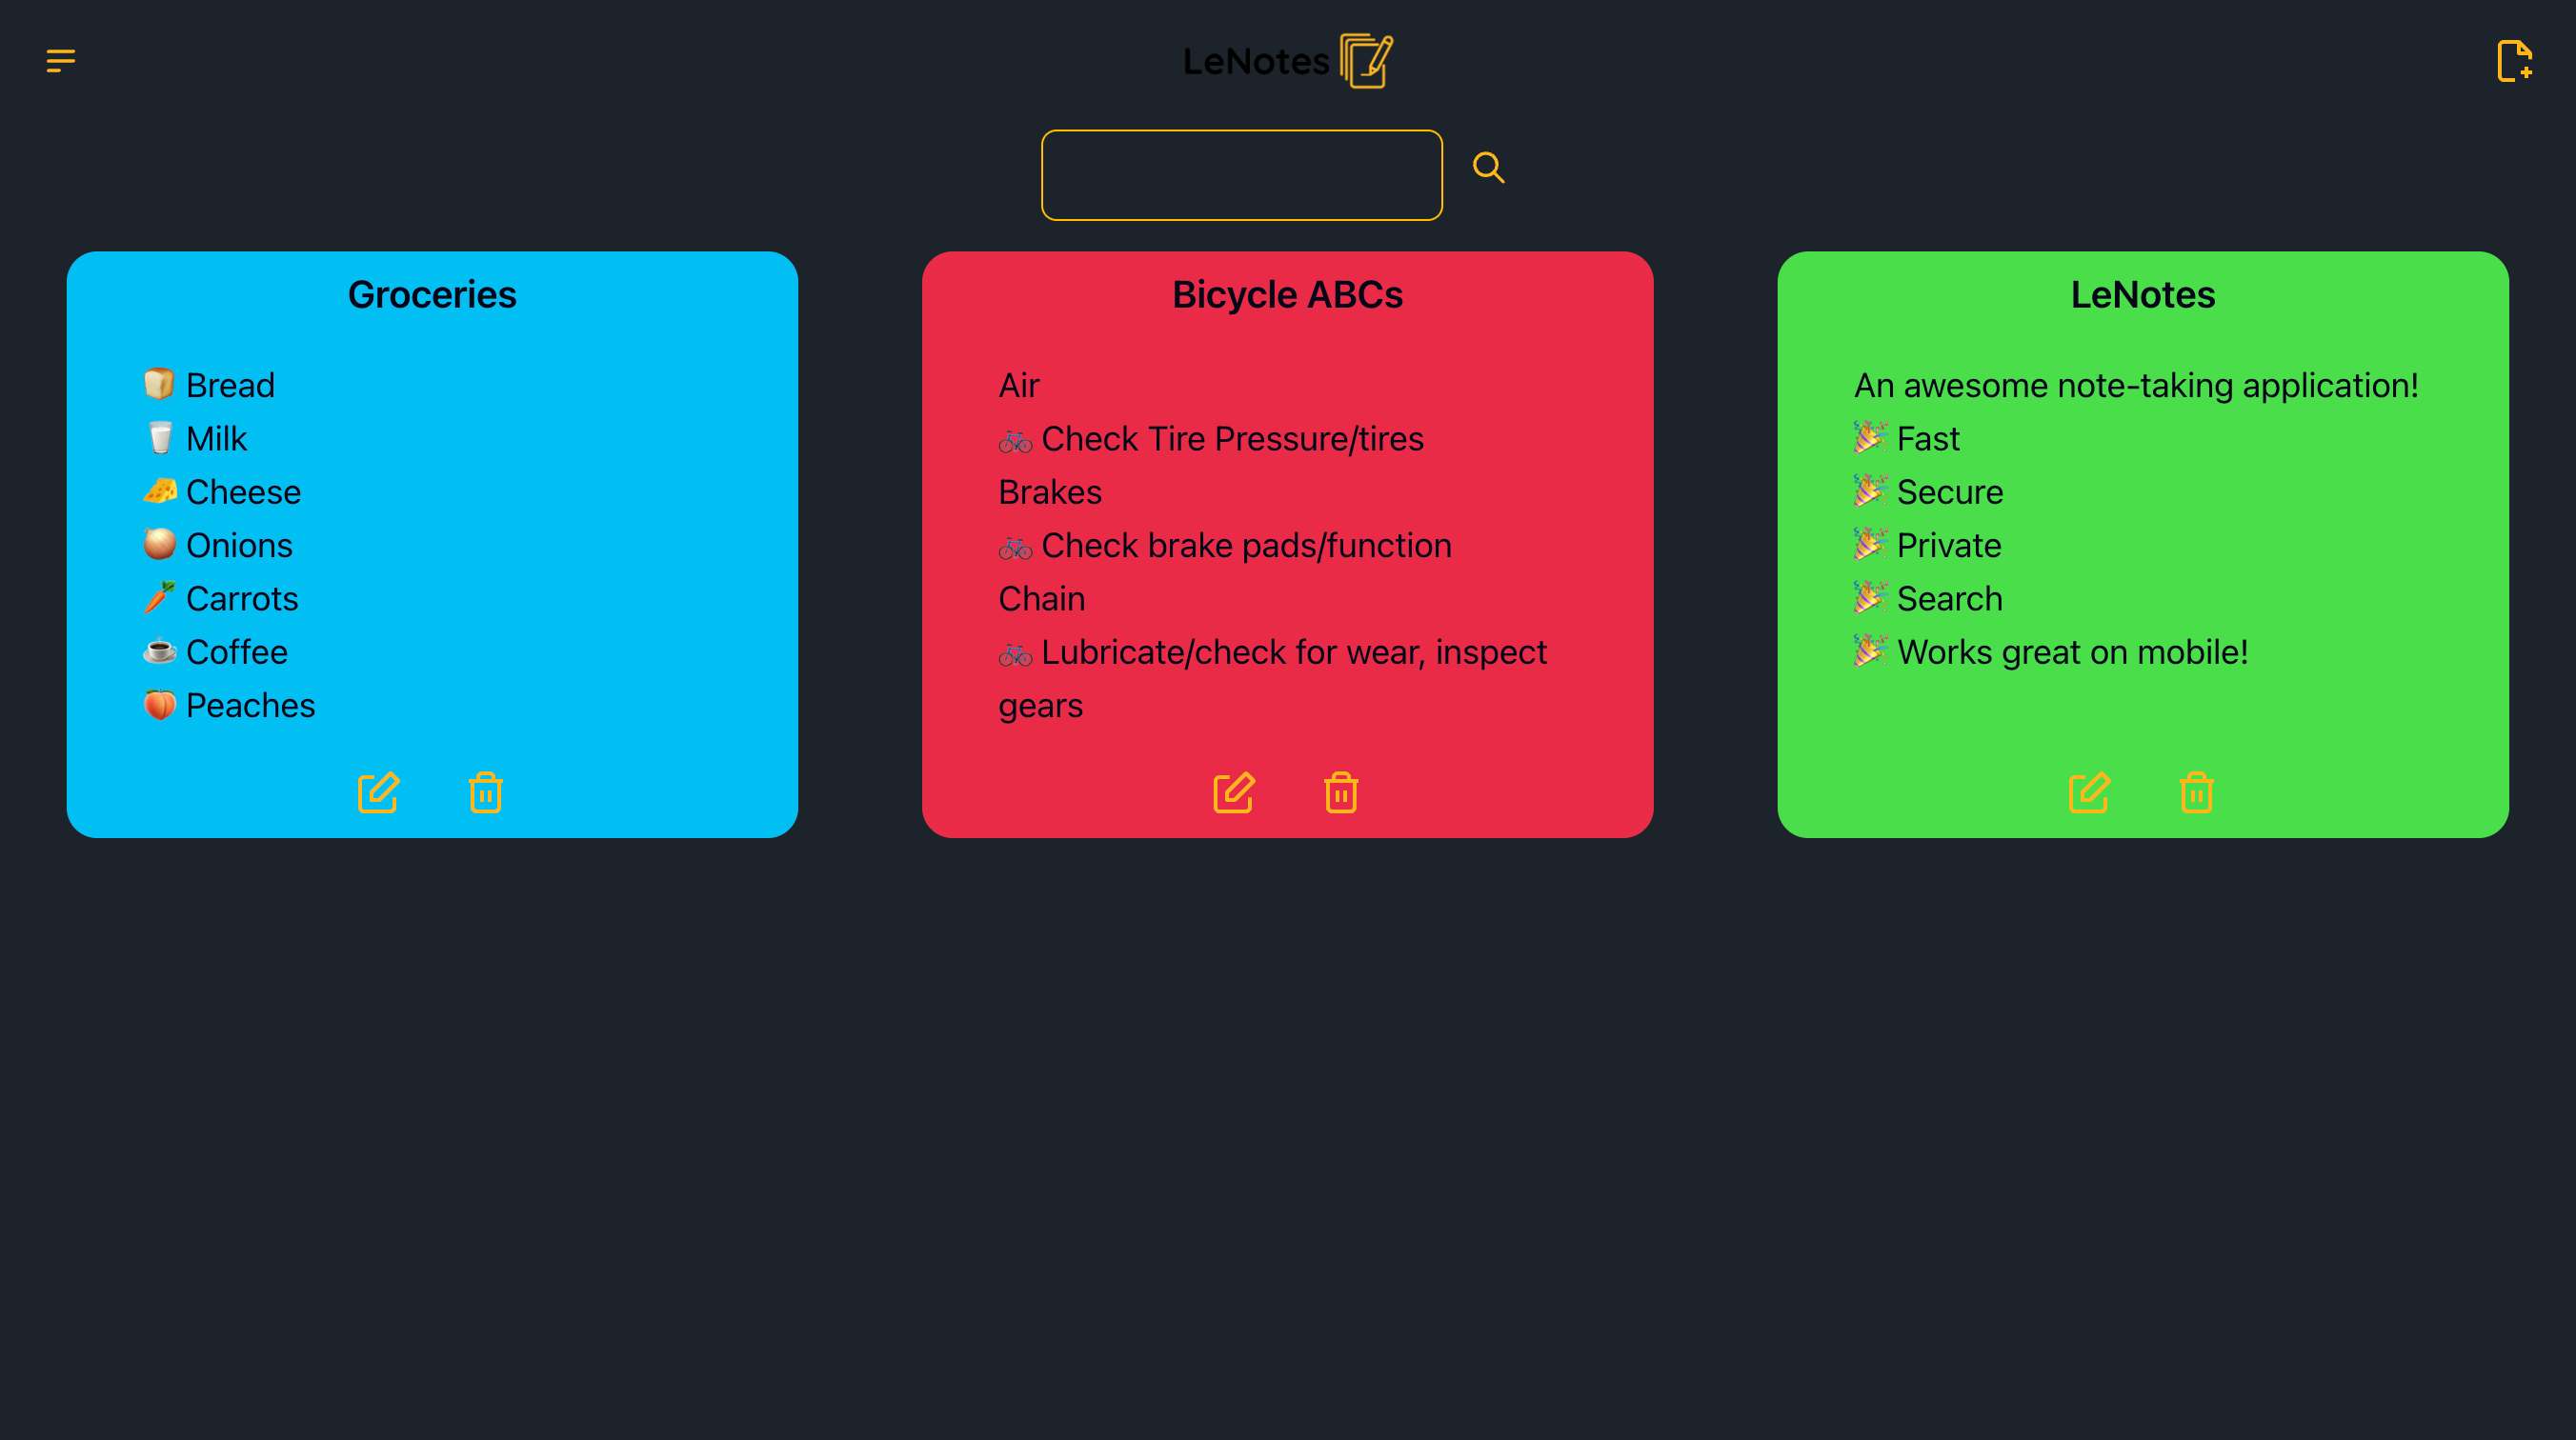 LeNotes
Groceries
🍞 Bread
🥛 Milk
🧀 Cheese
🧅 Onions
🥕 Carrots
☕ Coffee
🍑 Peaches
Bicycle ABCs
Air
🚲 Check Tire Pressure/tires
Brakes
🚲 Check brake pads/function
Chain
🚲 Lubricate/check for wear, inspect
gears
LeNotes
An awesome note-taking application!
🎉 Fast
🎉 Secure
🎉 Private
🎉 Search
🎉 Works great on mobile!